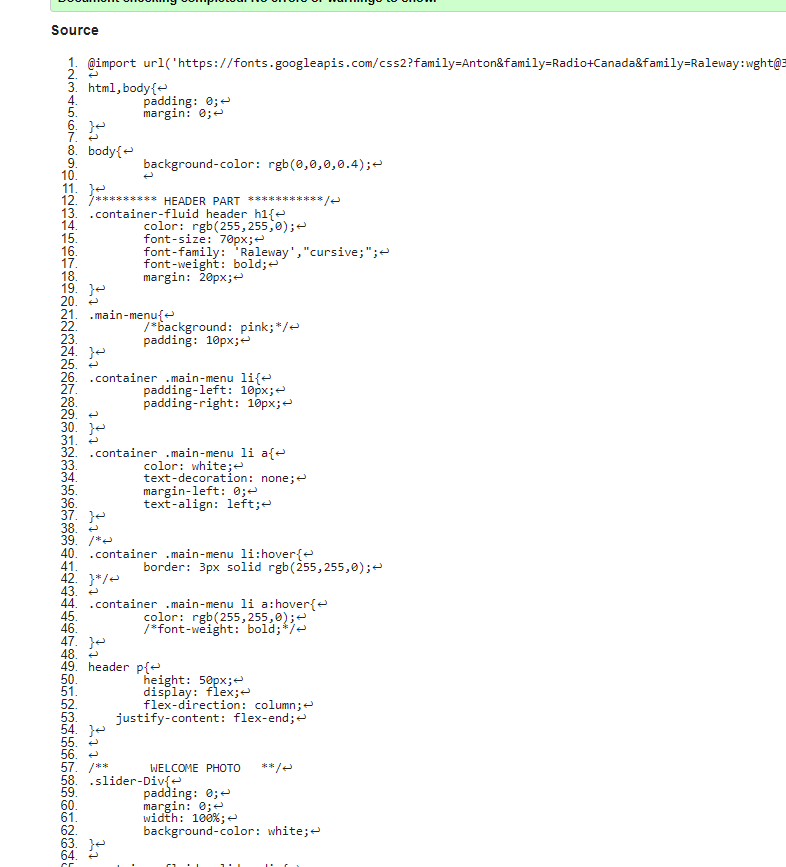 Document checking completed. No errors or warnings to show.
Source
1. @import url('https://fonts.googleapis.com/css2?family=Anton&family=Radio+Canada&family=Raleway:wght@3
2. ↩
3. html,body{↩
4. padding: 0;↩
5. margin: 0;↩
6. }↩
7. ↩
8. body{↩
9. background-color: rgb(0,0,0,0.4);↩
10. ↩
11. }↩
12. /********* HEADER PART ***********/↩
13. .container-fluid header h1{↩
14. color: rgb(255,255,0);↩
15. font-size: 70px;↩
16. font-family: 'Raleway',"cursive;";↩
17. font-weight: bold;↩
18. margin: 20px;↩
19. }↩
20. ↩
21. .main-menu{↩
22. /*background: pink;*/↩
23. padding: 10px;↩
24. }↩
25. ↩
26. .container .main-menu li{↩
27. padding-left: 10px;↩
28. padding-right: 10px;↩
29. ↩
30. }↩
31. ↩
32. .container .main-menu li a{↩
33. color: white;↩
34. text-decoration: none;↩
35. margin-left: 0;↩
36. text-align: left;↩
37. }↩
38. ↩
39. /*↩
40. .container .main-menu li:hover{↩
41. border: 3px solid rgb(255,255,0);↩
42. }*/↩
43. ↩
44. .container .main-menu li a:hover{↩
45. color: rgb(255,255,0);↩
46. /*font-weight: bold;*/↩
47. }↩
48. ↩
49. header p{↩
50. height: 50px;↩
51. display: flex;↩
52. flex-direction: column;↩
53. justify-content: flex-end;↩
54. }↩
55. ↩
56. ↩
57. /** WELCOME PHOTO **/↩
58. .slider-Div{↩
59. padding: 0;↩
60. margin: 0;↩
61. width: 100%;↩
62. background-color: white;↩
63. }↩
64. ↩